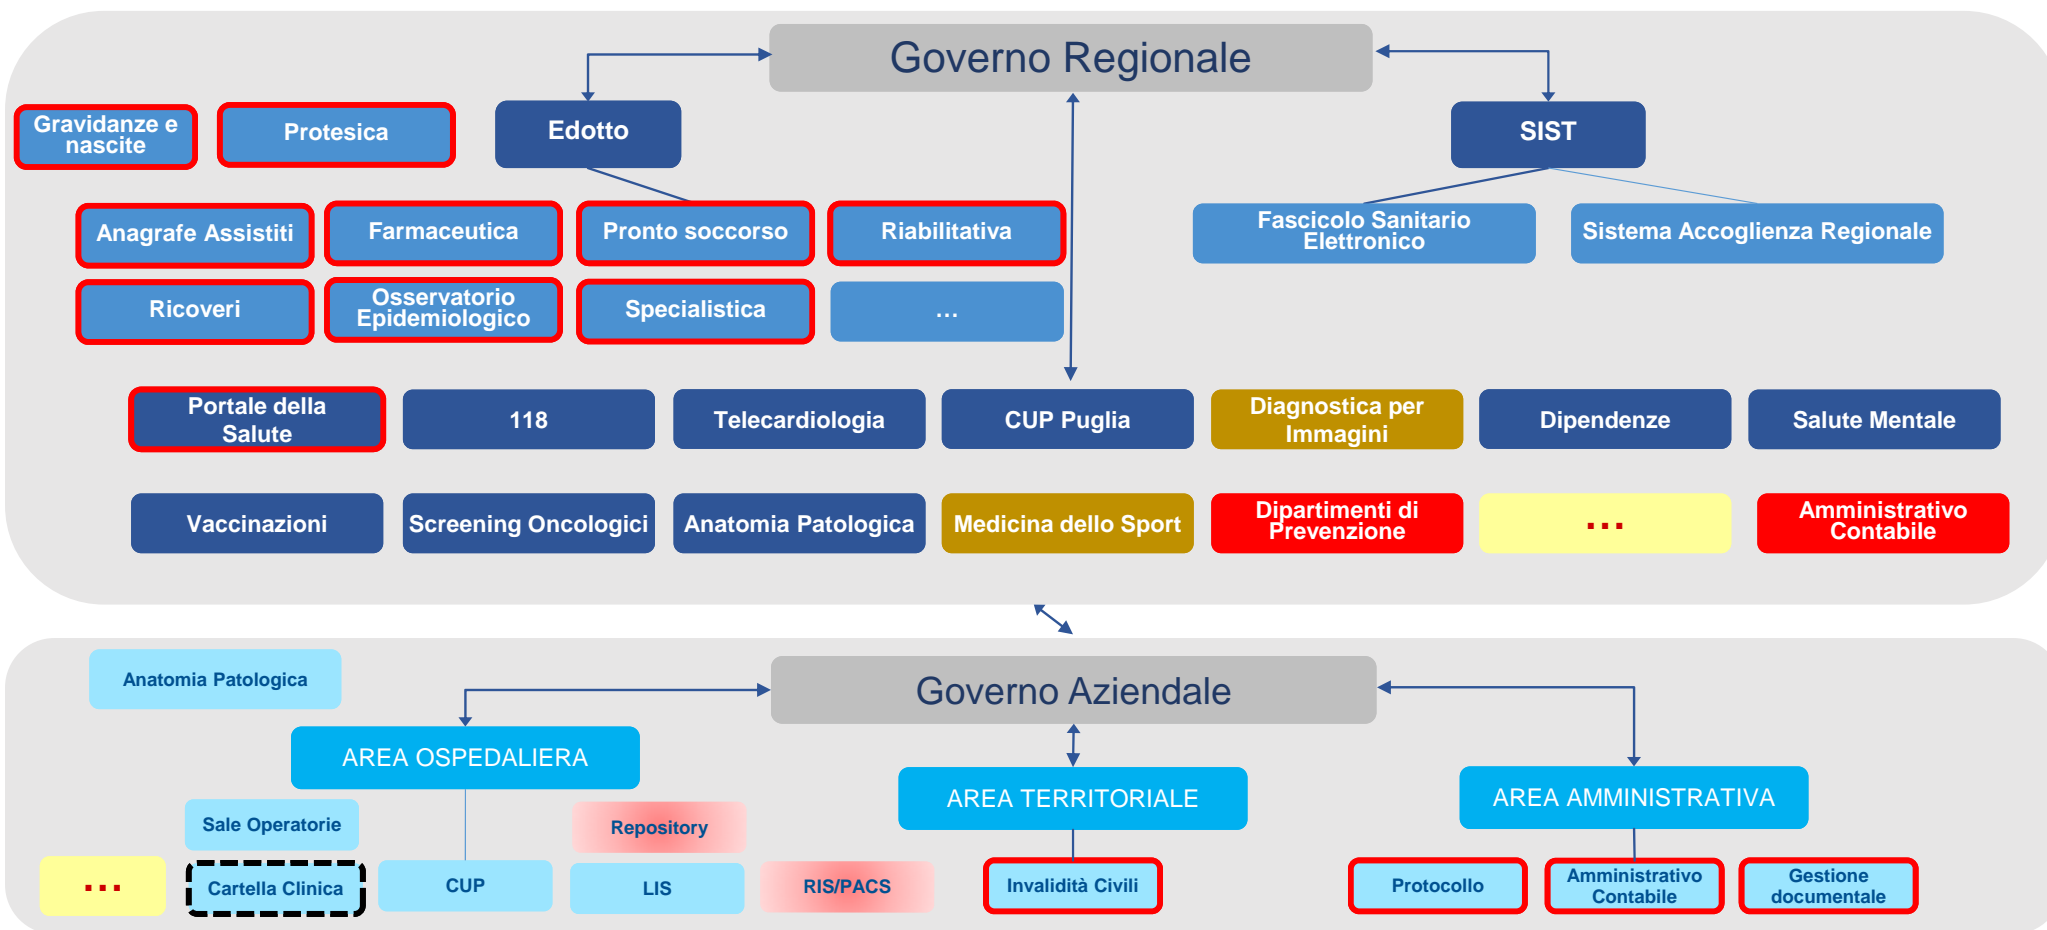 Governo Regionale
Gravidanze e
nascite
Protesica
Edotto
SIST
Anagrafe Assistiti
Farmaceutica
Pronto soccorso
Riabilitativa
Fascicolo Sanitario
Elettronico
Sistema Accoglienza Regionale
Ricoveri
Osservatorio
Epidemiologico
Specialistica
…
Portale della
Salute
118
Telecardiologia
CUP Puglia
Diagnostica per
Immagini
Dipendenze
Salute Mentale
Vaccinazioni
Screening Oncologici
Anatomia Patologica
Medicina dello Sport
Dipartimenti di
Prevenzione
…
Amministrativo
Contabile
Anatomia Patologica
Governo Aziendale
AREA OSPEDALIERA
AREA TERRITORIALE
AREA AMMINISTRATIVA
Sale Operatorie
Repository
…
Cartella Clinica
CUP
LIS
RIS/PACS
Invalidità Civili
Protocollo
Amministrativo
Contabile
Gestione
documentale